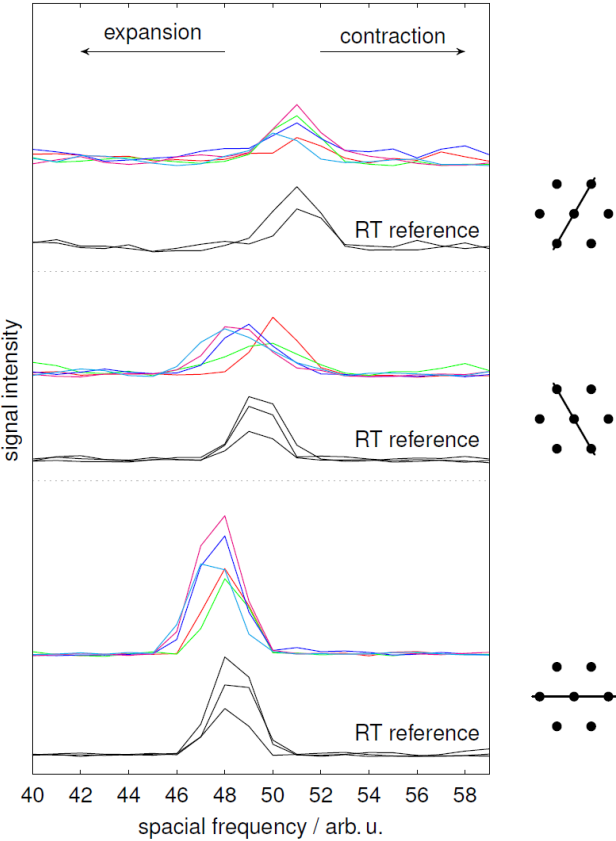 expansion
contraction
RT reference
RT reference
RT reference
signal intensity
40 42 44 46 48 50 52 54 56 58
spacial frequency / arb. u.